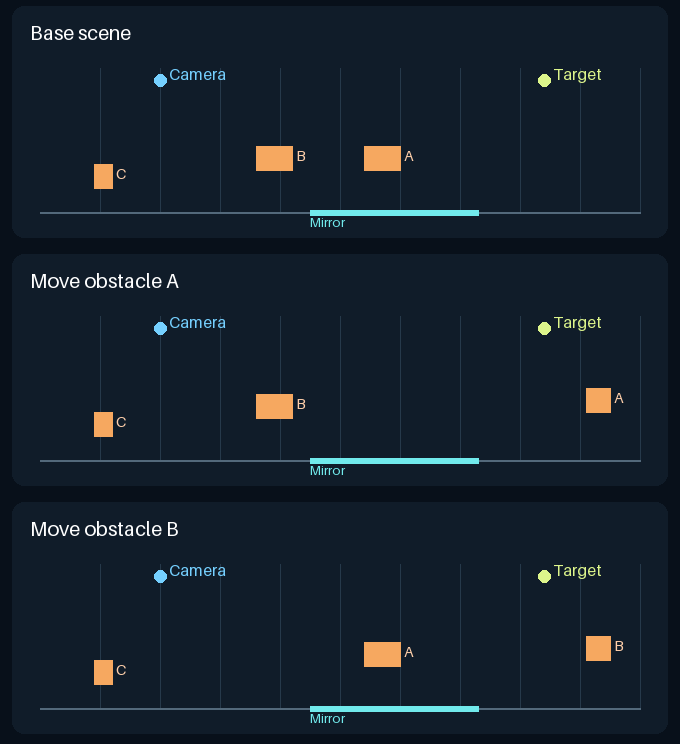 Base scene
Camera
Target
B
A
C
Mirror
Move obstacle A
Camera
Target
A
B
C
Mirror
Move obstacle B
Camera
Target
B
A
C
Mirror